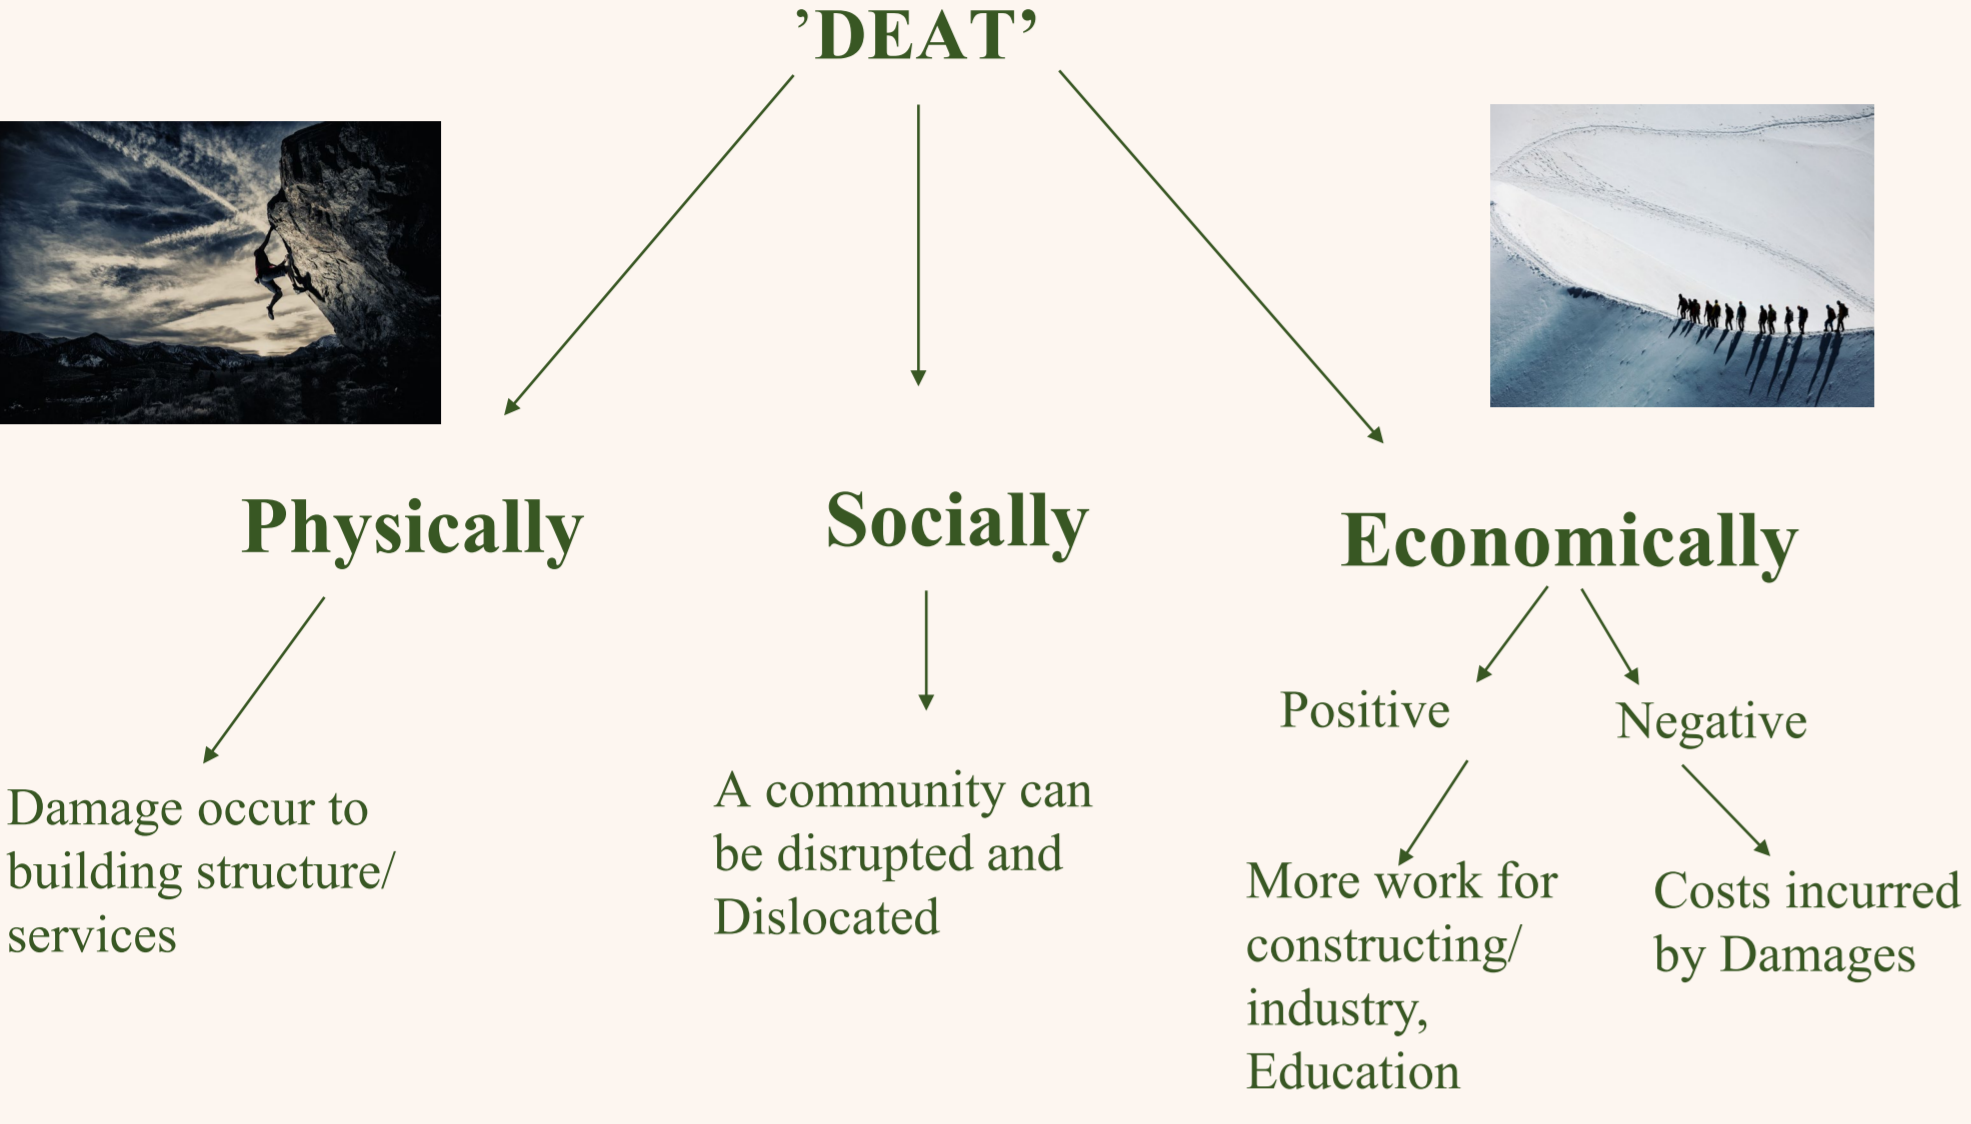 ’DEAT’
Physically
Socially
Economically
Positive
Negative
Damage occur to
building structure/
services
A community can
be disrupted and
Dislocated
More work for
constructing/
industry,
Education
Costs incurred
by Damages